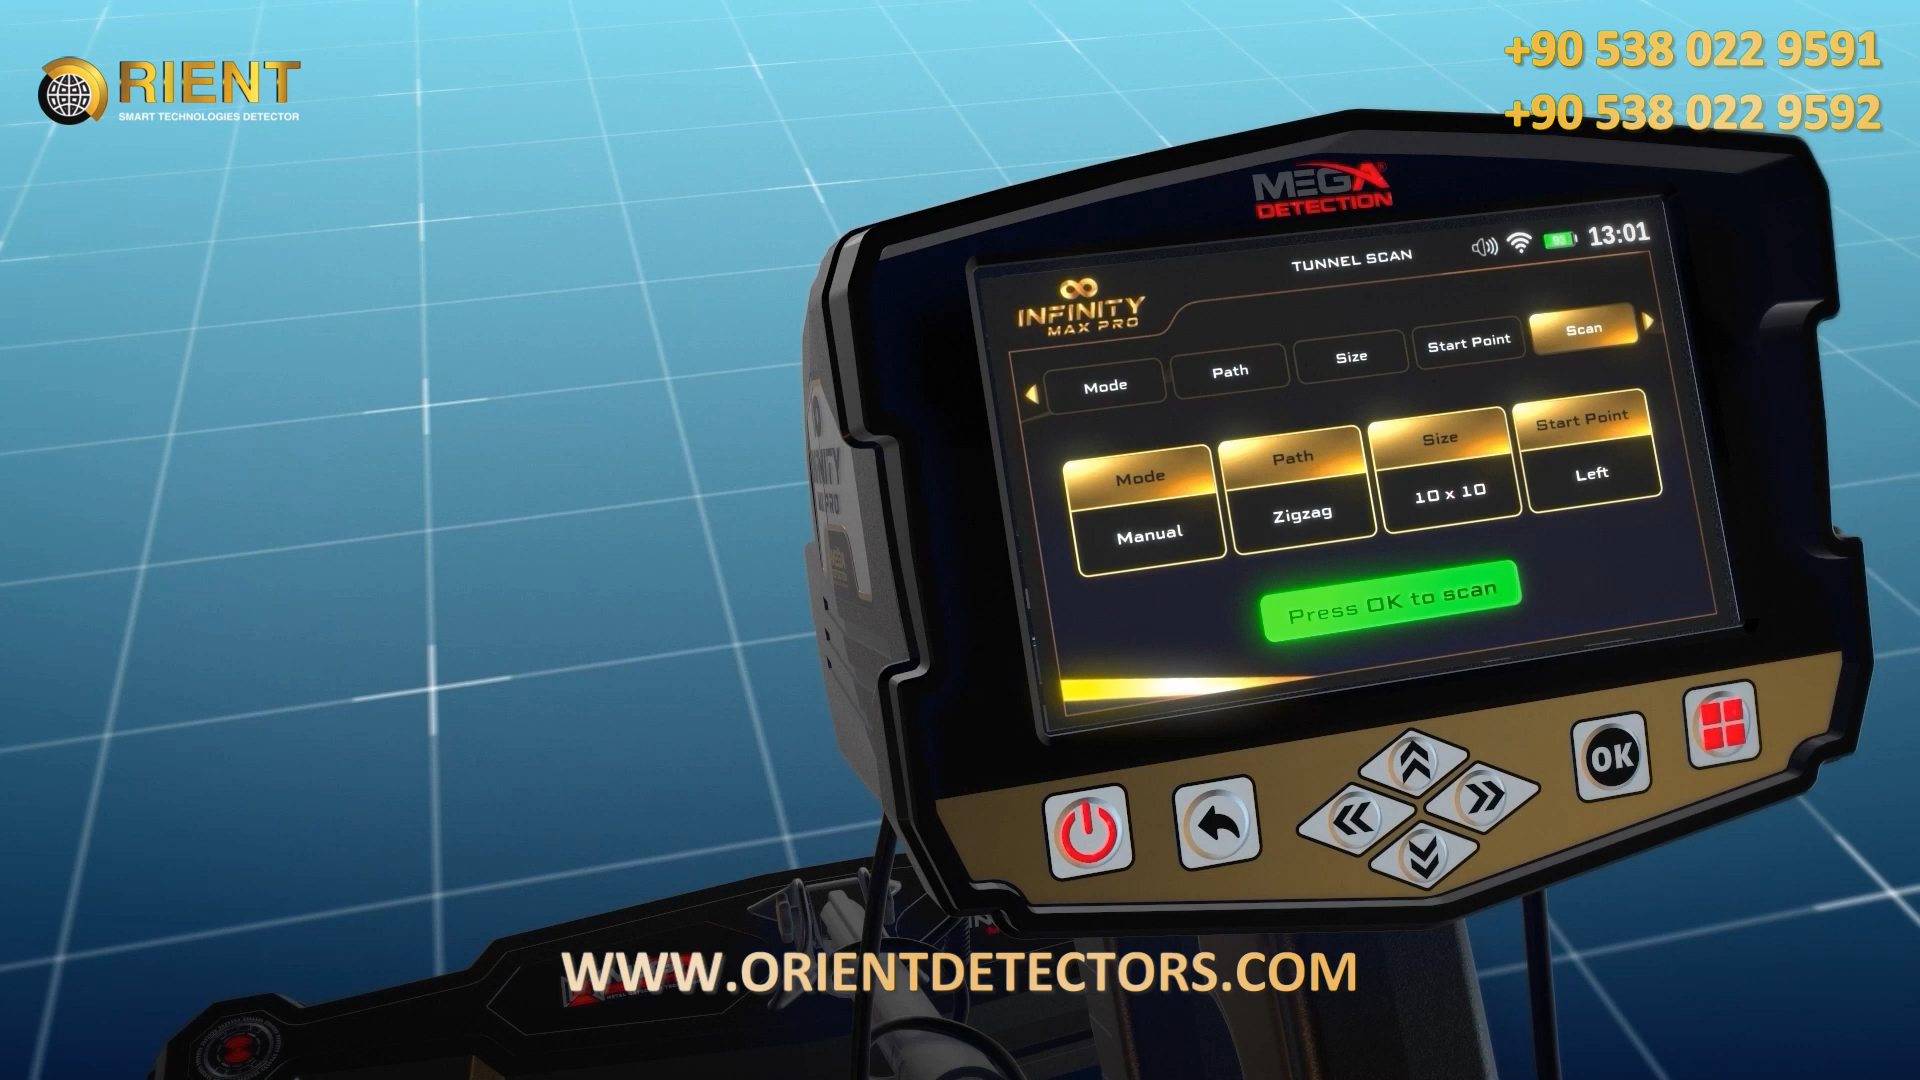 RIENT
SMART TECHNOLOGIES DETECTOR
+90 538 022 9591
+90 538 022 9592
MEGA
DETECTION
TUNNEL SCAN
93
13:01
INFINITY
MAX PRO
Mode
Path
Size
Start Point
Scan
Mode
Path
Size
Start Point
Manual
Zigzag
10 x 10
Left
Press OK to scan
OK
WWW.ORIENTDETECTORS.COM